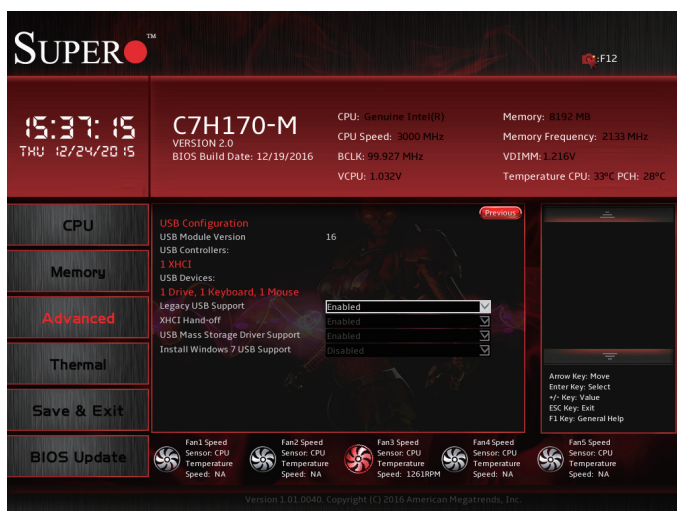 SUPER TM
:F12
15:37:15
THU 12/24/2015
C7H170-M
VERSION 2.0
BIOS Build Date: 12/19/2016
CPU: Genuine Intel(R)
CPU Speed: 3000 MHz
BCLK: 99.927 MHz
VCPU: 1.032V
Memory: 8192 MB
Memory Frequency: 2133 MHz
VDIMM: 1.216V
Temperature CPU: 33°C PCH: 28°C
CPU
Memory
Advanced
Thermal
Save & Exit
BIOS Update
Previous
USB Configuration
USB Module Version 16
USB Controllers:
1 XHCI
USB Devices:
1 Drive, 1 Keyboard, 1 Mouse
Legacy USB Support Enabled
XHCI Hand-off Enabled
USB Mass Storage Driver Support Enabled
Install Windows 7 USB Support Disabled
Arrow Key: Move
Enter Key: Select
+/- Key: Value
ESC Key: Exit
F1 Key: General Help
Fan1 Speed
Sensor: CPU
Temperature
Speed: NA
Fan2 Speed
Sensor: CPU
Temperature
Speed: NA
Fan3 Speed
Sensor: CPU
Temperature
Speed: 1261RPM
Fan4 Speed
Sensor: CPU
Temperature
Speed: NA
Fan5 Speed
Sensor: CPU
Temperature
Speed: NA
Version 1.01.0040. Copyright (C) 2016 American Megatrends, Inc.